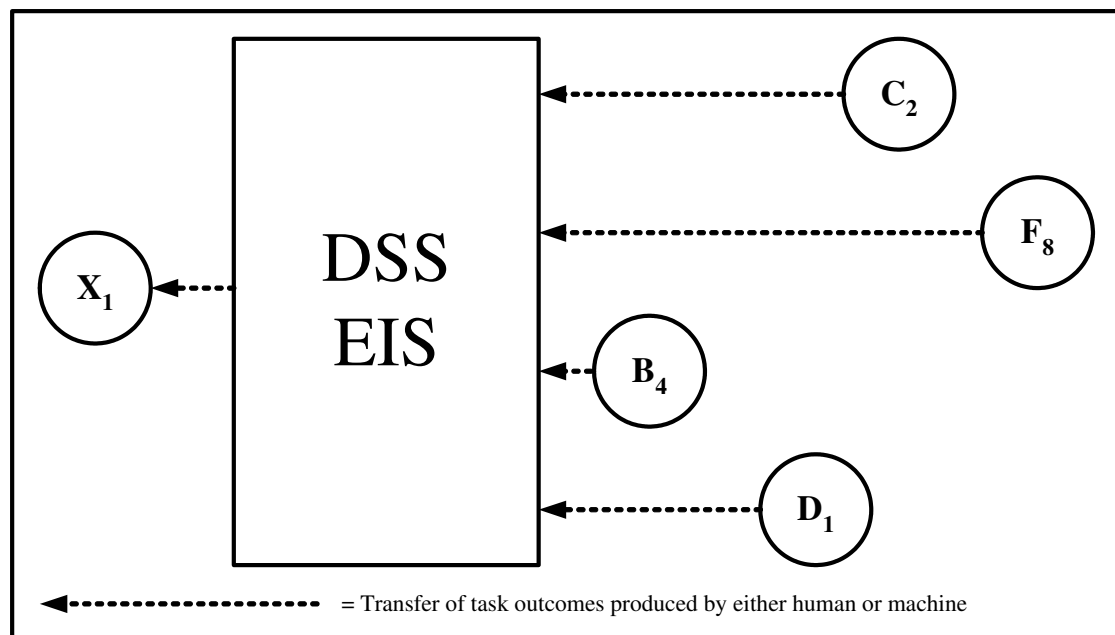 C2
F8
X1
DSS
EIS
B4
D1
= Transfer of task outcomes produced by either human or machine